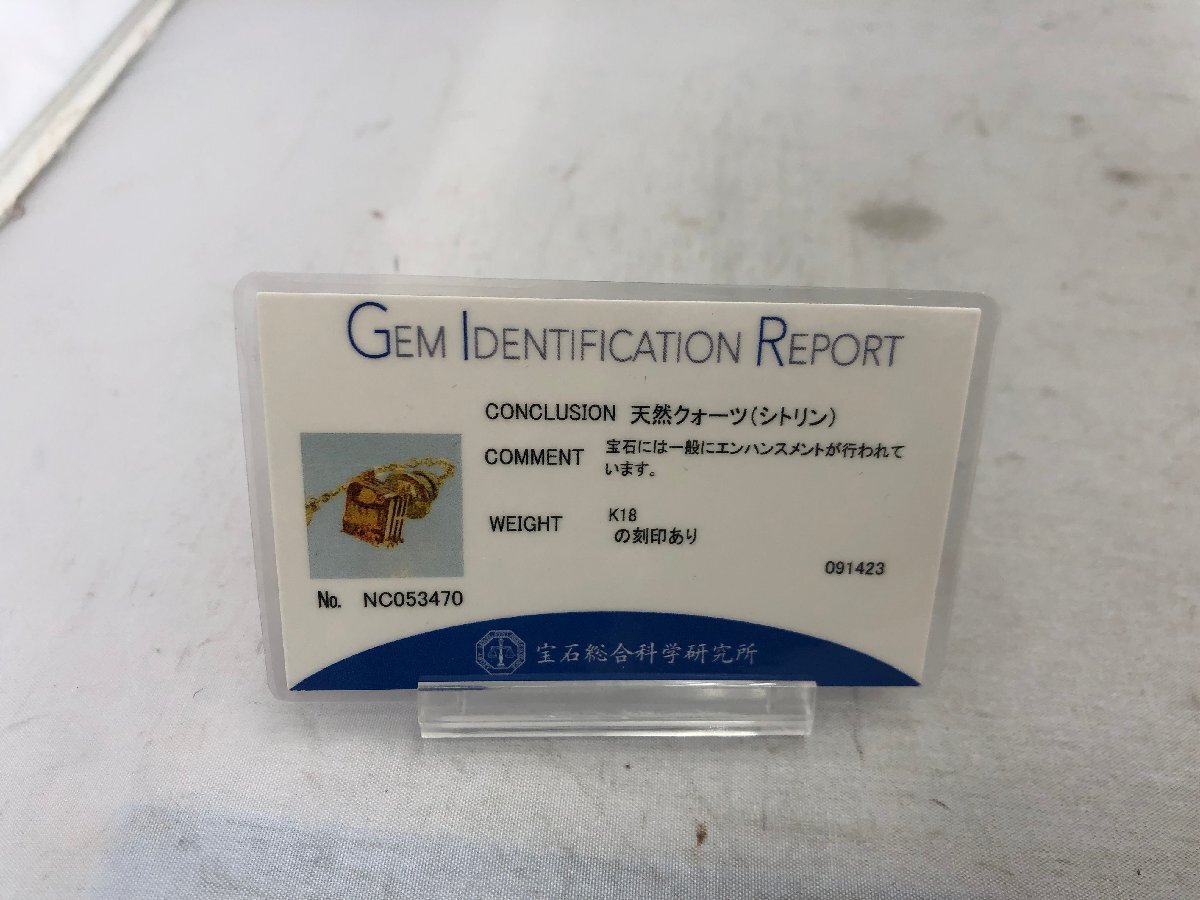 GEM IDENTIFICATION REPORT
CONCLUSION 天然クォーツ(シトリン)
COMMENT 宝石には一般にエンハンスメントが行われて
います。
WEIGHT K18
の刻印あり
091423
No. NC053470
宝石総合科学研究所